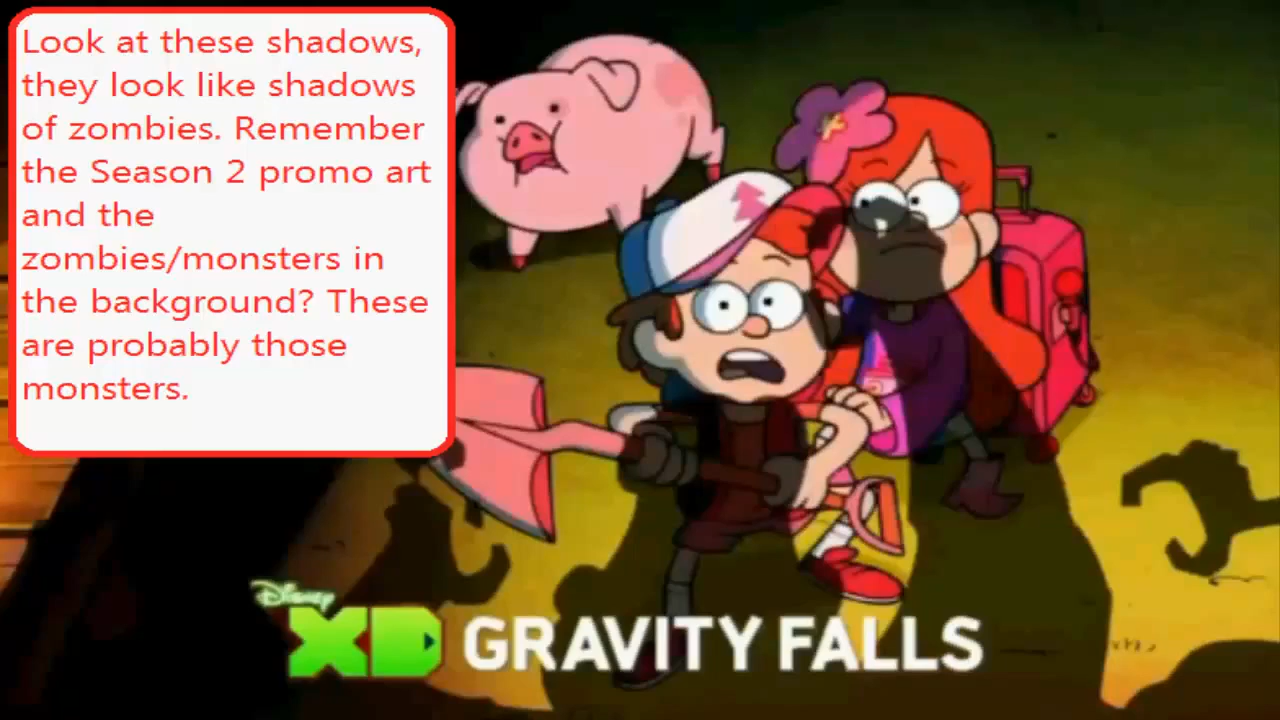 Look at these shadows,
they look like shadows
of zombies. Remember
the Season 2 promo art
and the
zombies/monsters in
the background? These
are probably those
monsters.
Disney
XD GRAVITY FALLS